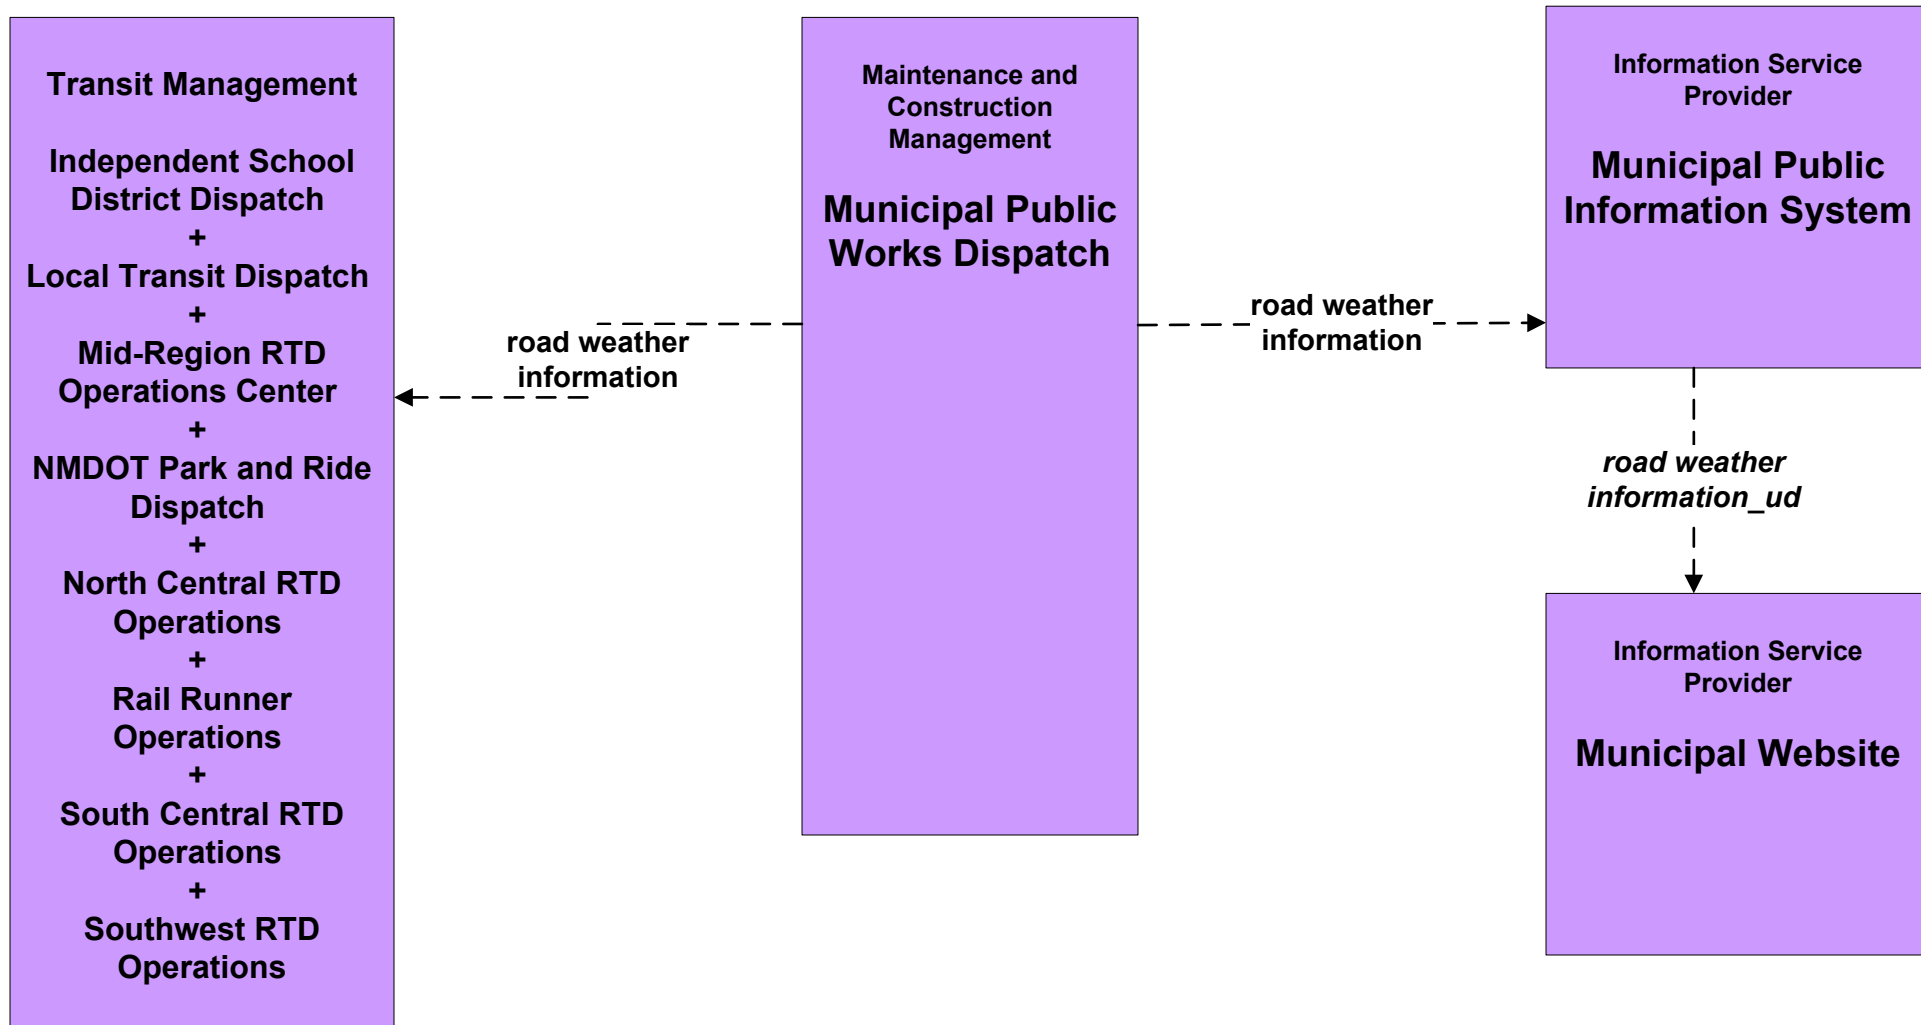 Transit Management
Independent School
District Dispatch
+
Local Transit Dispatch
+
Mid-Region RTD
Operations Center
+
NMDOT Park and Ride
Dispatch
+
North Central RTD
Operations
+
Rail Runner
Operations
+
South Central RTD
Operations
+
Southwest RTD
Operations
road weather
information
Maintenance and
Construction
Management
Municipal Public
Works Dispatch
road weather
information
Information Service
Provider
Municipal Public
Information System
road weather
information_ud
Information Service
Provider
Municipal Website